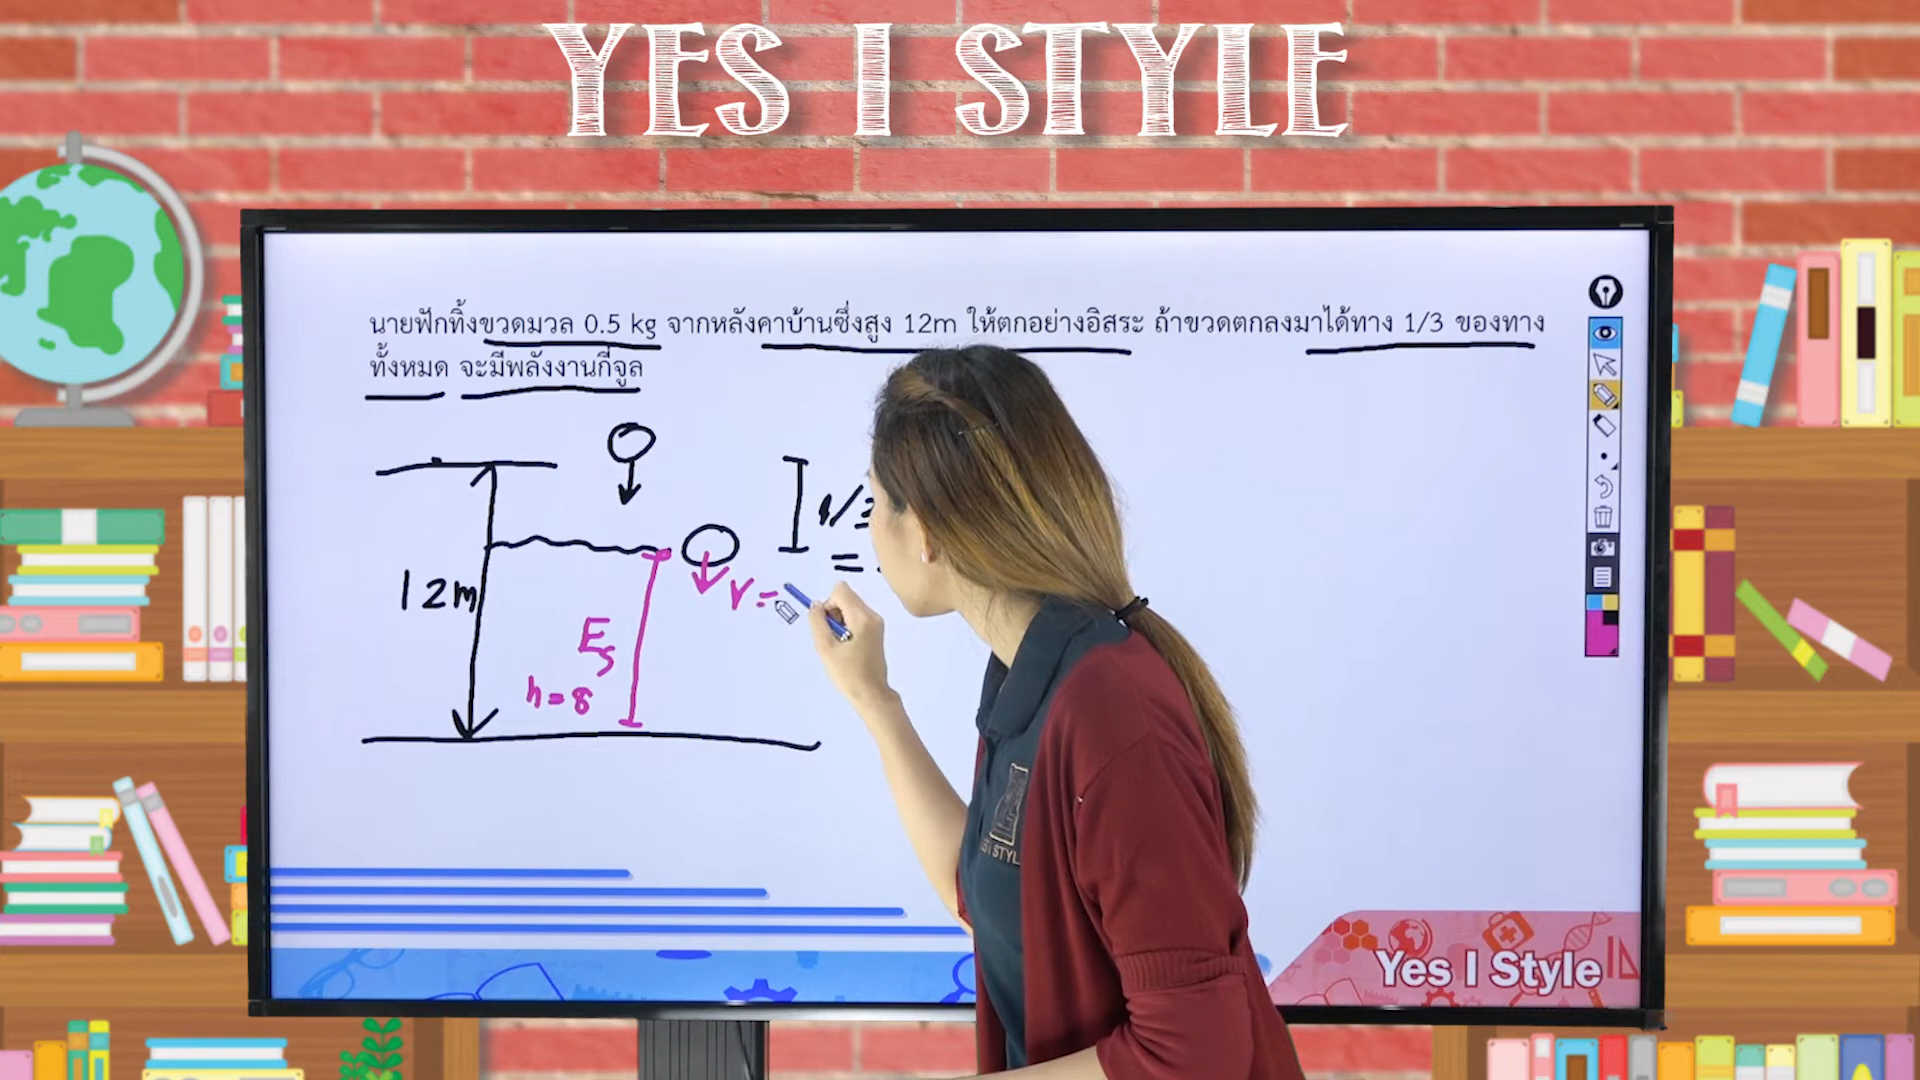 YES I STYLE
นายฟักทิ้งขวดมวล 0.5 kg จากหลังคาบ้านซึ่งสูง 12m ให้ตกอย่างอิสระ ถ้าขวดตกลงมาได้ทาง 1/3 ของทาง
ทั้งหมด จะมีพลังงานกี่จูล
1/3
=
12m
V=
Es
h=8
Yes I Style